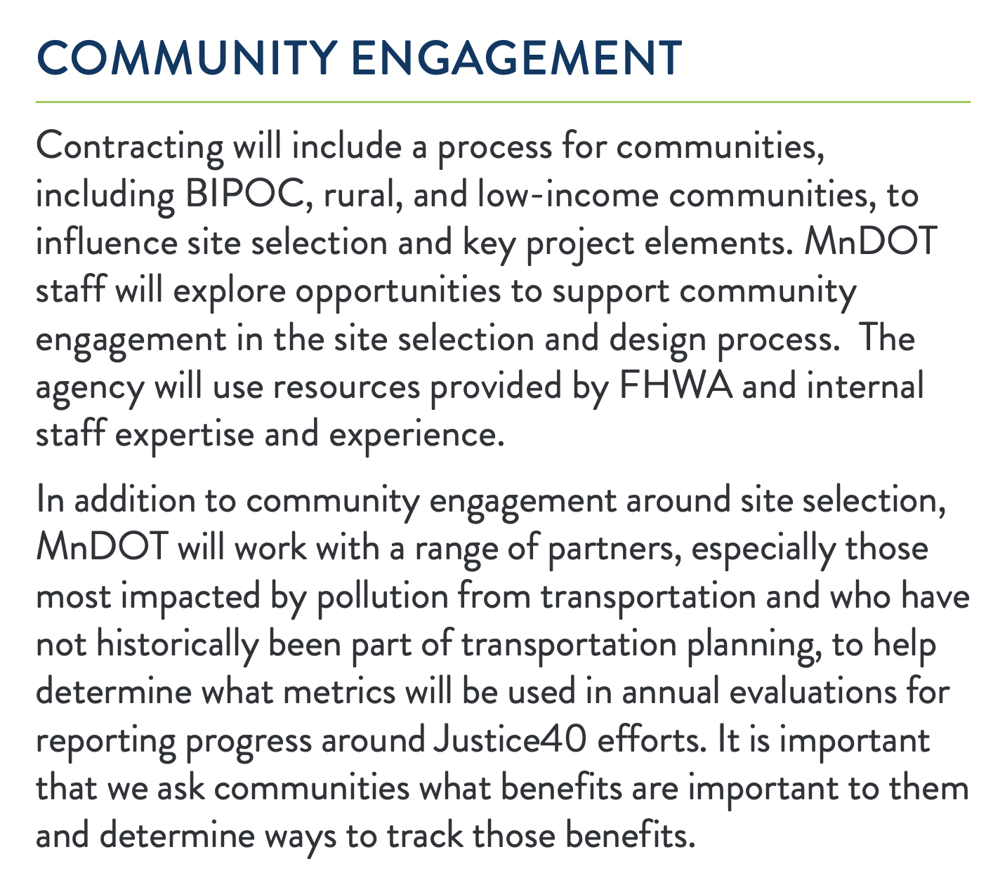 COMMUNITY ENGAGEMENT
Contracting will include a process for communities,
including BIPOC, rural, and low-income communities, to
influence site selection and key project elements. MnDOT
staff will explore opportunities to support community
engagement in the site selection and design process.  The
agency will use resources provided by FHWA and internal
staff expertise and experience.
In addition to community engagement around site selection,
MnDOT will work with a range of partners, especially those
most impacted by pollution from transportation and who have
not historically been part of transportation planning, to help
determine what metrics will be used in annual evaluations for
reporting progress around Justice40 efforts. It is important
that we ask communities what benefits are important to them
and determine ways to track those benefits.